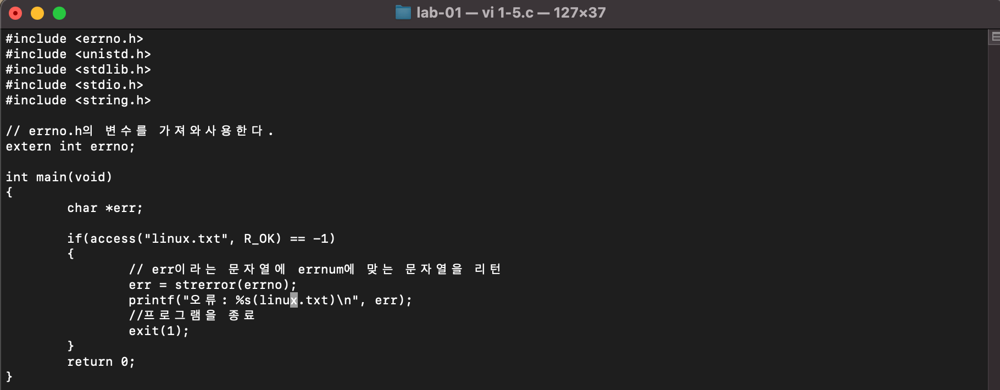 lab-01 — vi 1-5.c — 127×37
#include <errno.h>
#include <unistd.h>
#include <stdlib.h>
#include <stdio.h>
#include <string.h>

// errno.h의 변수를 가져와사용한다.
extern int errno;

int main(void)
{
        char *err;

        if(access("linux.txt", R_OK) == -1)
        {
                // err이라는 문자열에 errnum에 맞는 문자열을 리턴
                err = strerror(errno);
                printf("오류: %s(linux.txt)\n", err);
                //프로그램을 종료
                exit(1);
        }
        return 0;
}